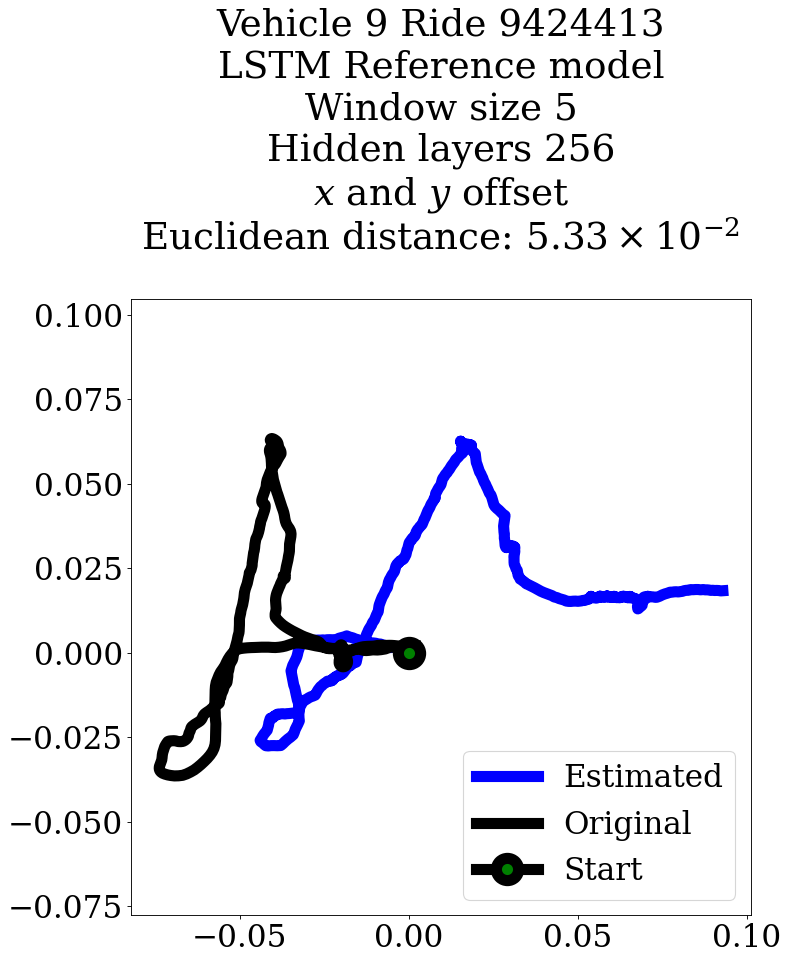 Vehicle 9 Ride 9424413
LSTM Reference model
Window size 5
Hidden layers 256
x and y offset
Euclidean distance: 5.33 × 10⁻²
0.100
0.075
0.050
0.025
0.000
−0.025
−0.050
−0.075
Estimated
Original
Start
−0.05 0.00 0.05 0.10